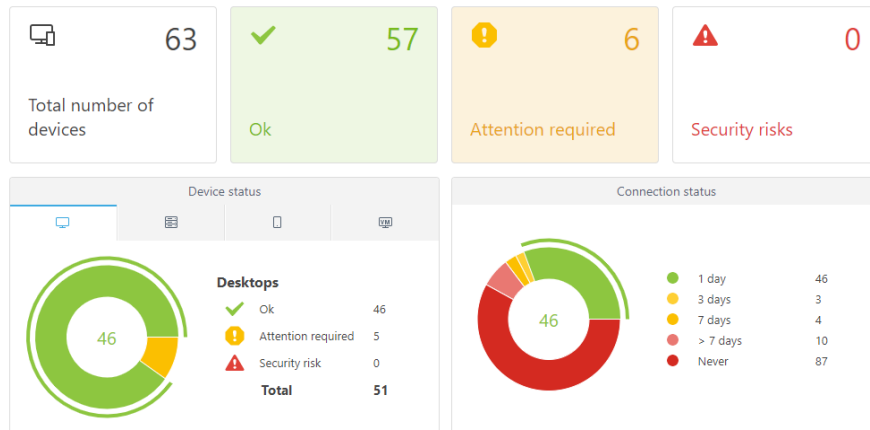 63
Total number of
devices
57
Ok
6
Attention required
0
Security risks
Device status
VM
46
Desktops
Ok 46
Attention required 5
Security risk 0
Total 51
Connection status
46
1 day 46
3 days 3
7 days 4
> 7 days 10
Never 87